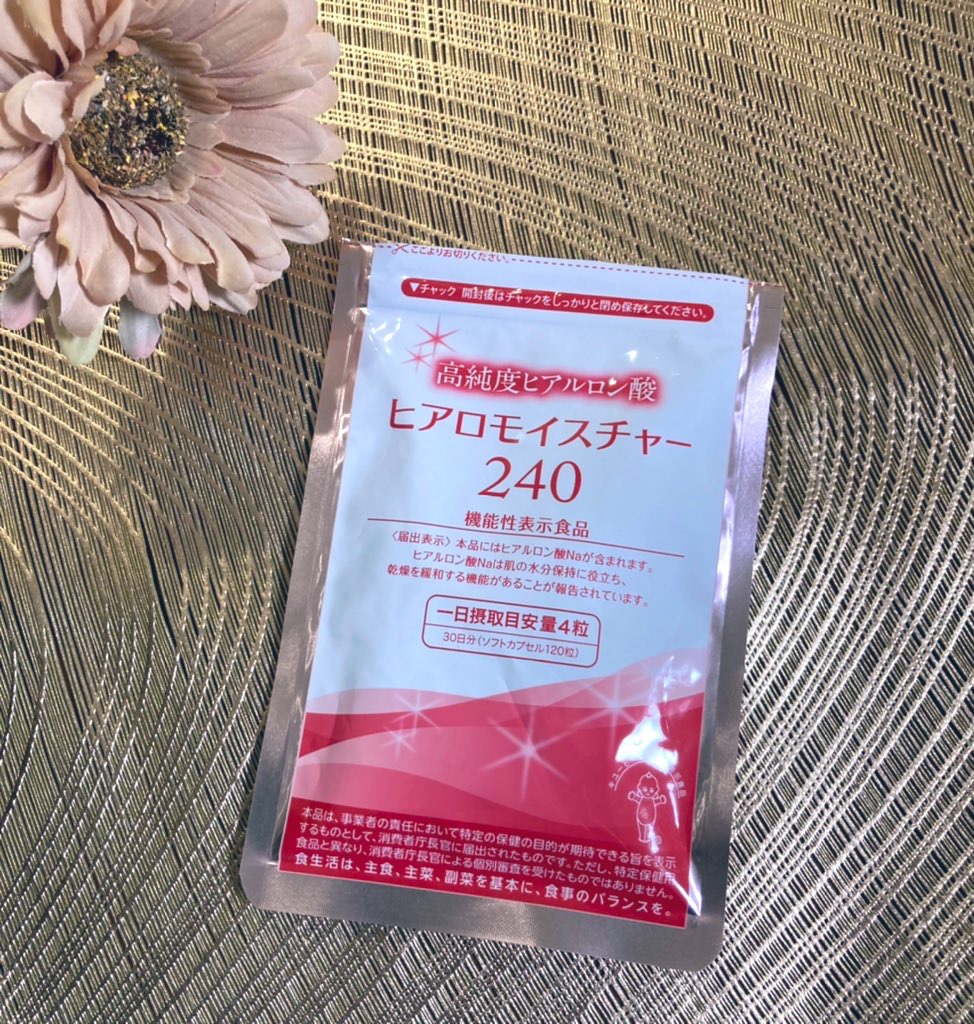 ここよりお切りください。
▼チャック 開封後はチャックをしっかりと閉め保存してください。
高純度ヒアルロン酸
ヒアロモイスチャー
240
機能性表示食品
〈届出表示〉本品にはヒアルロン酸Naが含まれます。
ヒアルロン酸Naは肌の水分保持に役立ち、
乾燥を緩和する機能があることが報告されています。
一日摂取目安量4粒
30日分(ソフトカプセル120粒)
本品は、事業者の責任において特定の保健の目的が期待できる旨を表示
するものとして、消費者庁長官に届出されたものです。ただし、特定保健用
食品と異なり、消費者庁長官による個別審査を受けたものではありません。
食生活は、主食、主菜、副菜を基本に、食事のバランスを。